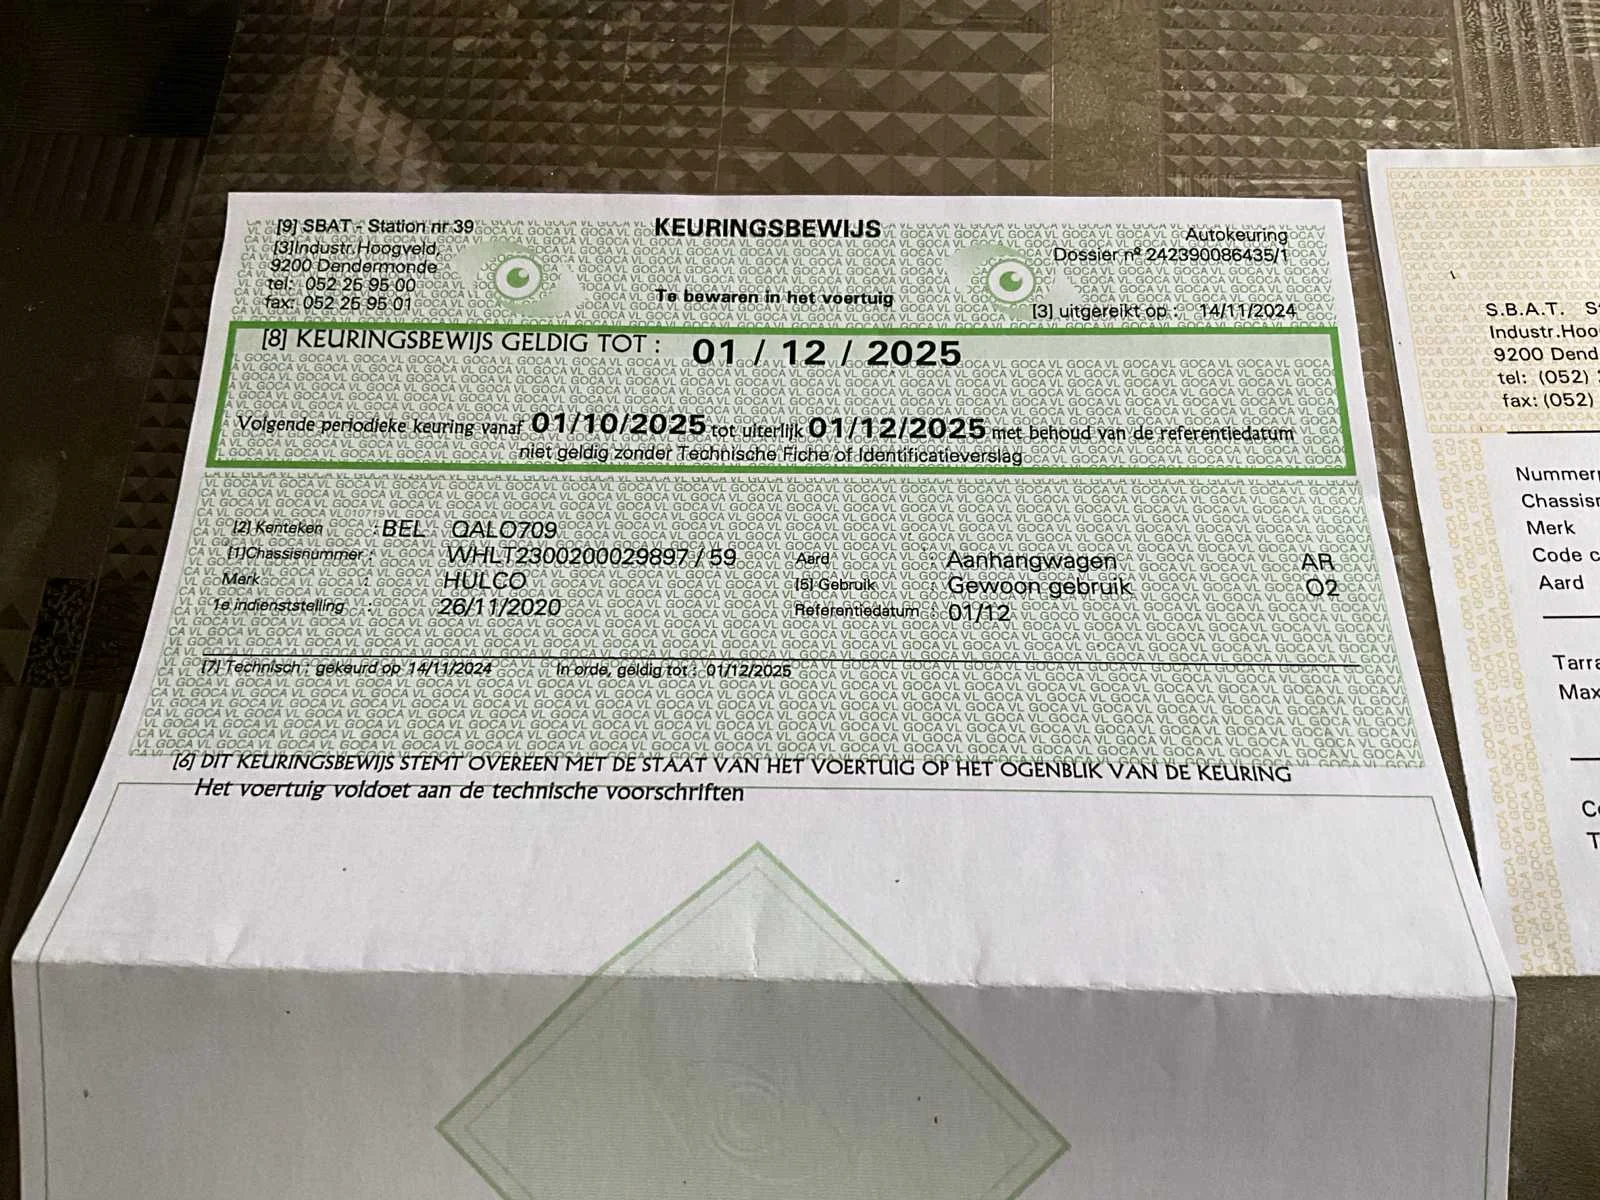 [9] SBAT - Station nr 39
[3]Industr.Hoogveld,
9200 Dendermonde
tel: 052 25 95 00
fax: 052 25 95 01
KEURINGSBEWIJS
Te bewaren in het voertuig
Autokeuring
Dossier nº 242390086435/1
[3] uitgereikt op : 14/11/2024
[8] KEURINGSBEWIJS GELDIG TOT : 01 / 12 / 2025
Volgende periodieke keuring vanaf 01/10/2025 tot uiterlijk 01/12/2025 met behoud van de referentiedatum
niet geldig zonder Technische Fiche of Identificatieverslag
[2] Kenteken : BEL QALO709
[1]Chassisnummer : WHLT2300200029897 / 59
Merk : HULCO
1e indienststelling : 26/11/2020
Aard : Aanhangwagen AR
[5] Gebruik : Gewoon gebruik O2
Referentiedatum : 01/12
[7] Technisch : gekeurd op 14/11/2024 In orde, geldig tot : 01/12/2025
[6] DIT KEURINGSBEWIJS STEMT OVEREEN MET DE STAAT VAN HET VOERTUIG OP HET OGENBLIK VAN DE KEURING
Het voertuig voldoet aan de technische voorschriften
S.B.A.T.
Industr.Hoo
9200 Dend
tel: (052)
fax: (052)
Nummer
Chassisn
Merk
Code c
Aard
Tarra
Max